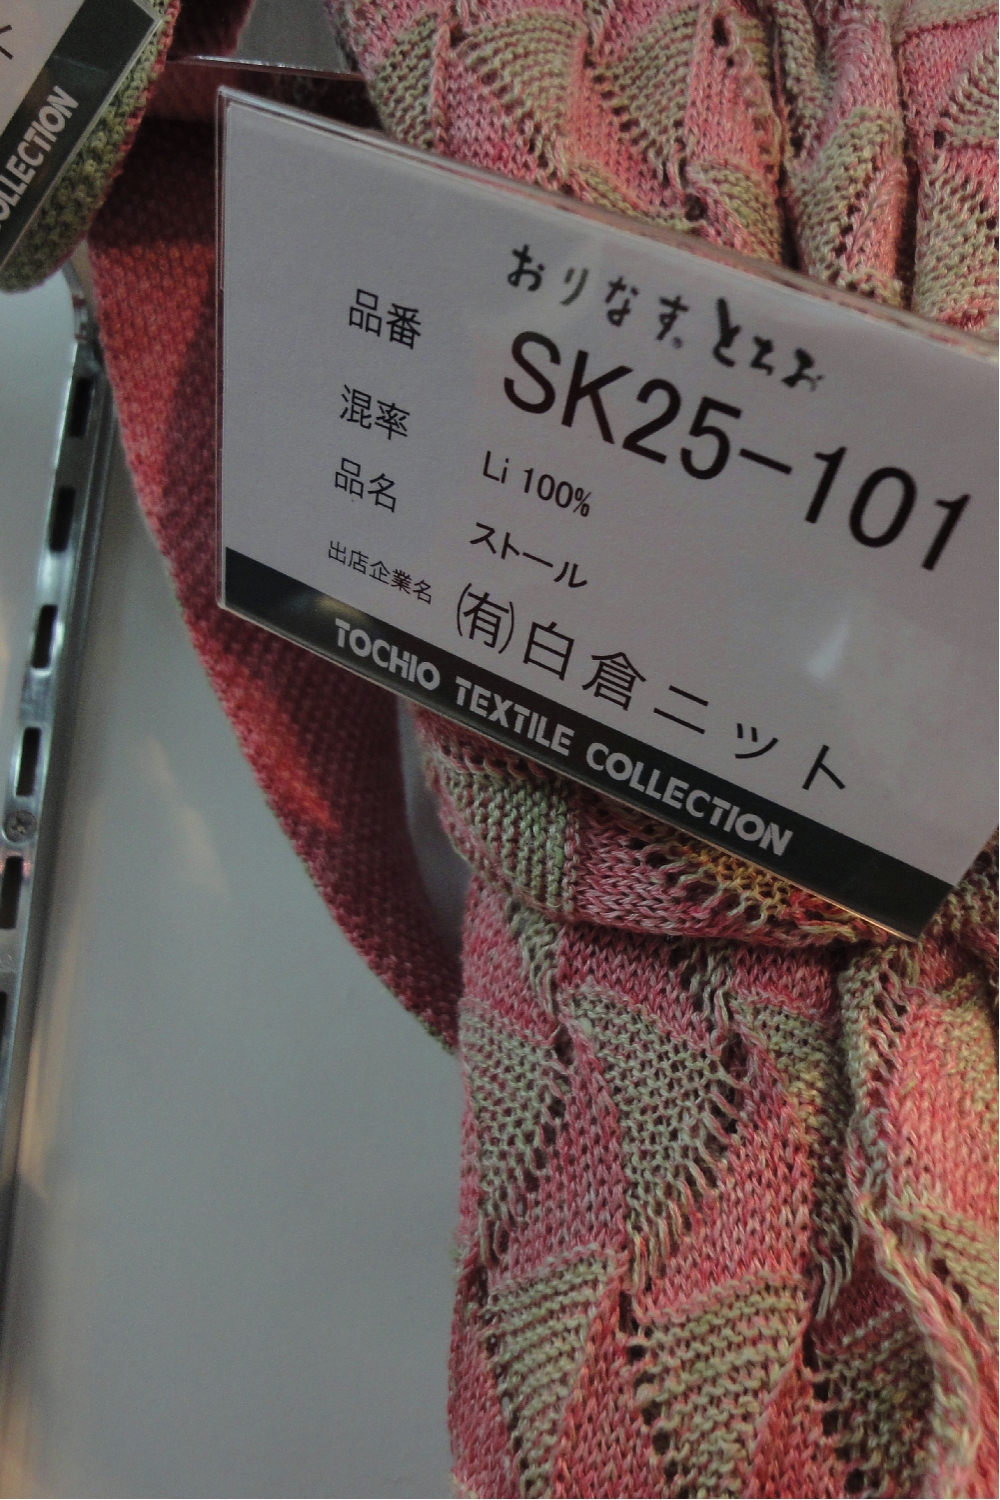 おりなす。とちお
品番 SK25-101
混率 Li 100%
品名 ストール
出店企業名 (有)白倉ニット
TOCHIO TEXTILE COLLECTION
OLLECTION